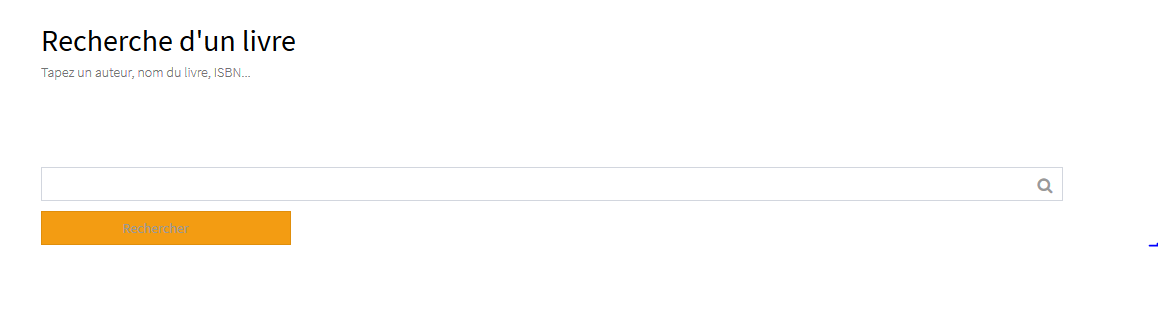 Recherche d'un livre
Tapez un auteur, nom du livre, ISBN...
Rechercher